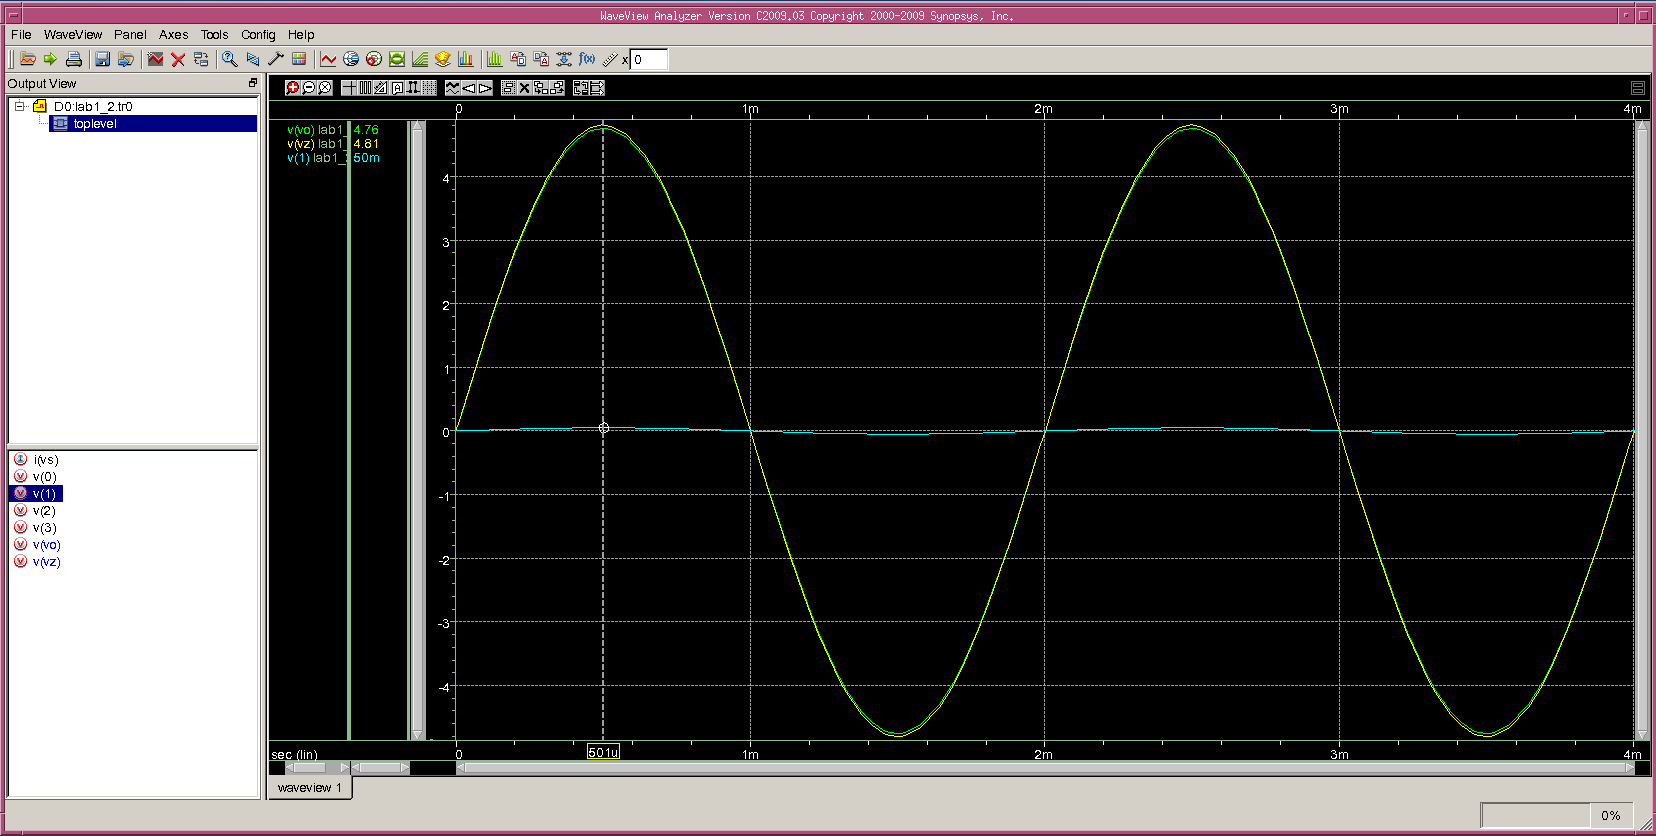 WaveView Analyzer Version C2009.03 Copyright 2000-2009 Synopsys, Inc.
File WaveView Panel Axes Tools Config Help
f(x) x 0
Output View
D0:lab1_2.tr0
toplevel
i(vs)
v(0)
v(1)
v(2)
v(3)
v(vo)
v(vz)
0 1m 2m 3m 4m
v(vo) lab1_ 4.76
v(vz) lab1_ 4.81
v(1) lab1_ 50m
4
3
2
1
0
-1
-2
-3
-4
sec (lin) 0 501u 1m 2m 3m 4m
waveview 1
0%